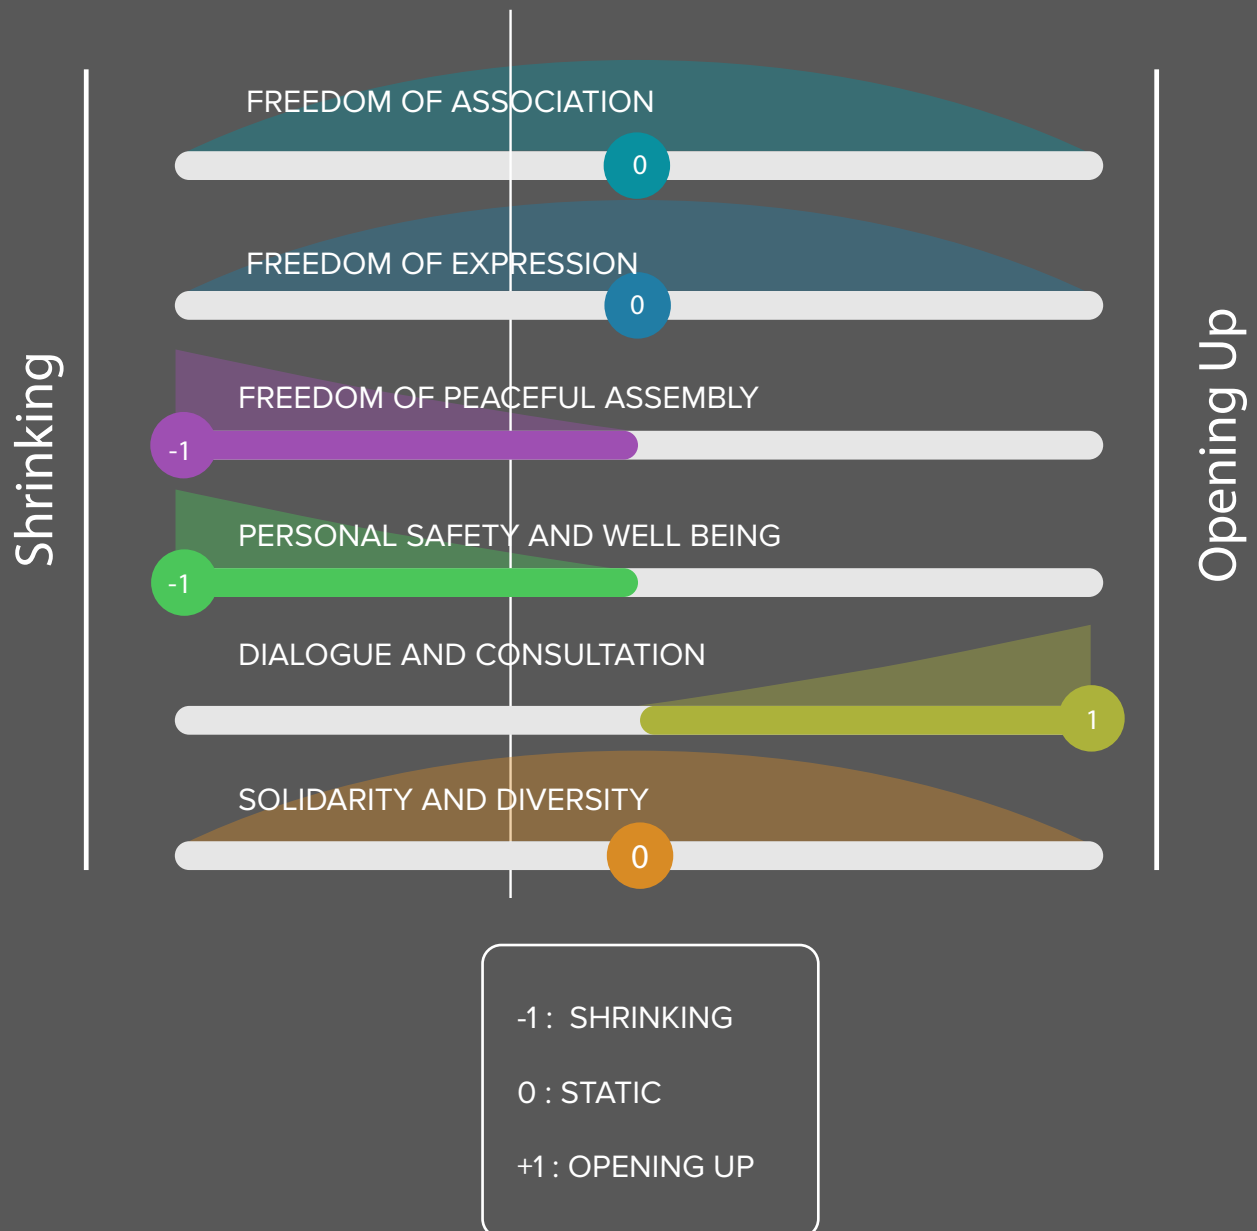 FREEDOM OF ASSOCIATION
0
FREEDOM OF EXPRESSION
0
FREEDOM OF PEACEFUL ASSEMBLY
-1
PERSONAL SAFETY AND WELL BEING
-1
DIALOGUE AND CONSULTATION
1
SOLIDARITY AND DIVERSITY
0
Shrinking
Opening Up
-1 : SHRINKING
0 : STATIC
+1 : OPENING UP